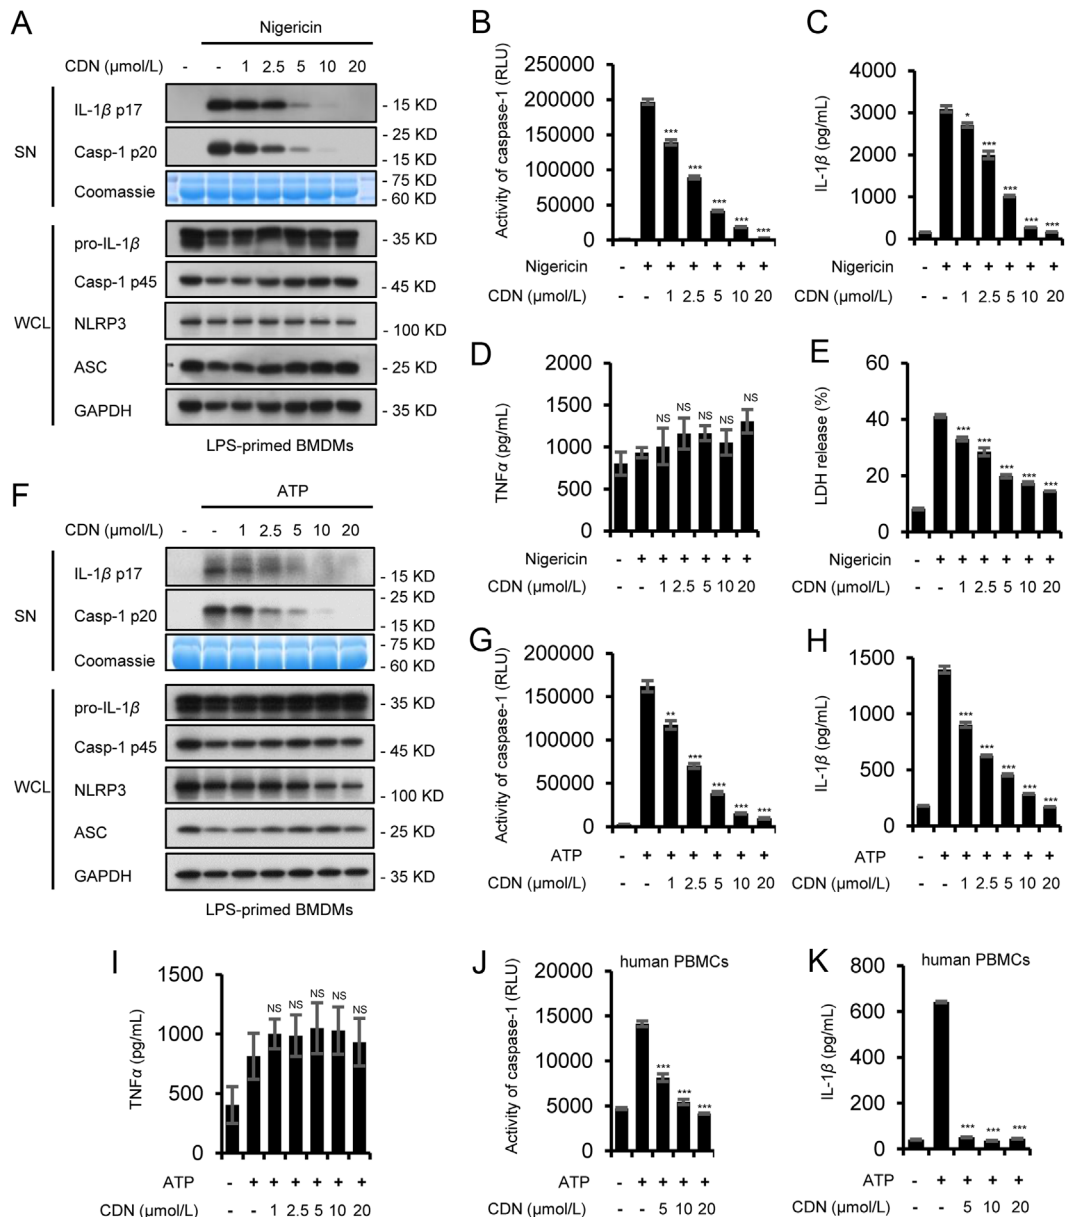 A
Nigericin
CDN (μmol/L) - - 1 2.5 5 10 20
SN
IL-1β p17 - 15 KD
Casp-1 p20 - 25 KD
- 15 KD
Coomassie - 75 KD
- 60 KD
WCL
pro-IL-1β - 35 KD
Casp-1 p45 - 45 KD
NLRP3 - 100 KD
ASC - 25 KD
GAPDH - 35 KD
LPS-primed BMDMs
B
Activity of caspase-1 (RLU)
250000
200000
150000
100000
50000
0
*** *** *** *** ***
Nigericin - + + + + + +
CDN (μmol/L) - - 1 2.5 5 10 20
C
IL-1β (pg/mL)
4000
3000
2000
1000
0
* *** *** *** ***
Nigericin - + + + + + +
CDN (μmol/L) - - 1 2.5 5 10 20
D
TNFα (pg/mL)
2000
1500
1000
500
0
NS NS NS NS NS
Nigericin - + + + + + +
CDN (μmol/L) - - 1 2.5 5 10 20
E
LDH release (%)
60
40
20
0
*** *** *** *** ***
Nigericin - + + + + + +
CDN (μmol/L) - - 1 2.5 5 10 20
F
ATP
CDN (μmol/L) - - 1 2.5 5 10 20
SN
IL-1β p17 - 15 KD
Casp-1 p20 - 25 KD
- 15 KD
Coomassie - 75 KD
- 60 KD
WCL
pro-IL-1β - 35 KD
Casp-1 p45 - 45 KD
NLRP3 - 100 KD
ASC - 25 KD
GAPDH - 35 KD
LPS-primed BMDMs
G
Activity of caspase-1 (RLU)
200000
150000
100000
50000
0
** *** *** *** ***
ATP - + + + + + +
CDN (μmol/L) - - 1 2.5 5 10 20
H
IL-1β (pg/mL)
1500
1000
500
0
*** *** *** *** ***
ATP - + + + + + +
CDN (μmol/L) - - 1 2.5 5 10 20
I
TNFα (pg/mL)
1500
1000
500
0
NS NS NS NS NS
ATP - + + + + + +
CDN (μmol/L) - - 1 2.5 5 10 20
J
human PBMCs
Activity of caspase-1 (RLU)
20000
15000
10000
5000
0
*** *** ***
ATP - + + + +
CDN (μmol/L) - - 5 10 20
K
human PBMCs
IL-1β (pg/mL)
800
600
400
200
0
*** *** ***
ATP - + + + +
CDN (μmol/L) - - 5 10 20